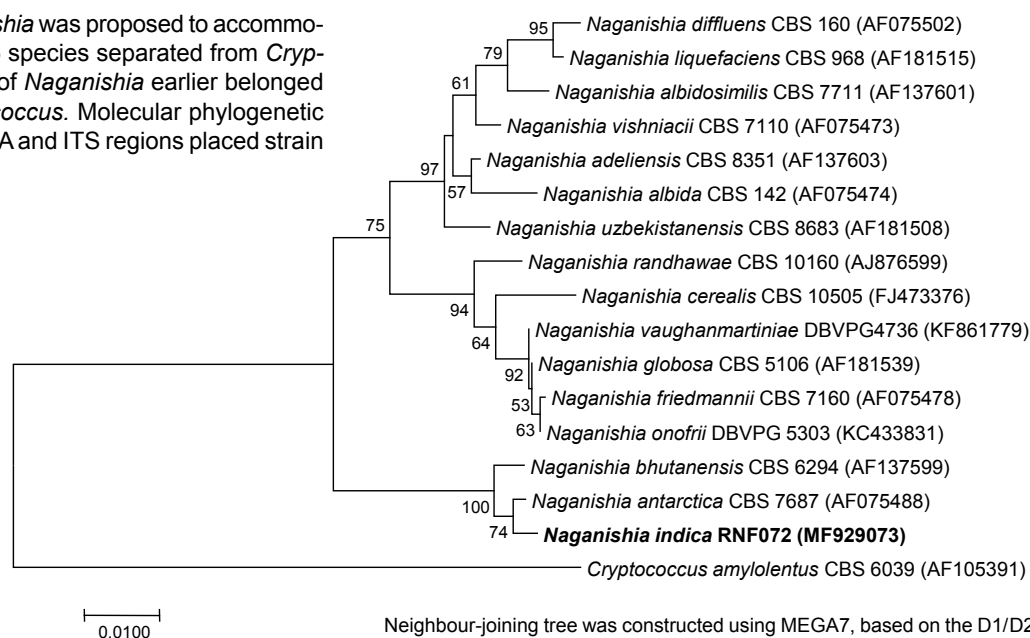 shia was proposed to accommo-
species separated from Cryp-
of Naganishia earlier belonged
coccus. Molecular phylogenetic
A and ITS regions placed strain
95
Naganishia diffluens CBS 160 (AF075502)
79
Naganishia liquefaciens CBS 968 (AF181515)
61
Naganishia albidosimilis CBS 7711 (AF137601)
Naganishia vishniacii CBS 7110 (AF075473)
97
Naganishia adeliensis CBS 8351 (AF137603)
57
Naganishia albida CBS 142 (AF075474)
75
Naganishia uzbekistanensis CBS 8683 (AF181508)
Naganishia randhawae CBS 10160 (AJ876599)
94
Naganishia cerealis CBS 10505 (FJ473376)
64
Naganishia vaughanmartiniae DBVPG4736 (KF861779)
Naganishia globosa CBS 5106 (AF181539)
92
Naganishia friedmannii CBS 7160 (AF075478)
53
63
Naganishia onofrii DBVPG 5303 (KC433831)
Naganishia bhutanensis CBS 6294 (AF137599)
100
Naganishia antarctica CBS 7687 (AF075488)
74
Naganishia indica RNF072 (MF929073)
Cryptococcus amylolentus CBS 6039 (AF105391)
0.0100
Neighbour-joining tree was constructed using MEGA7, based on the D1/D2